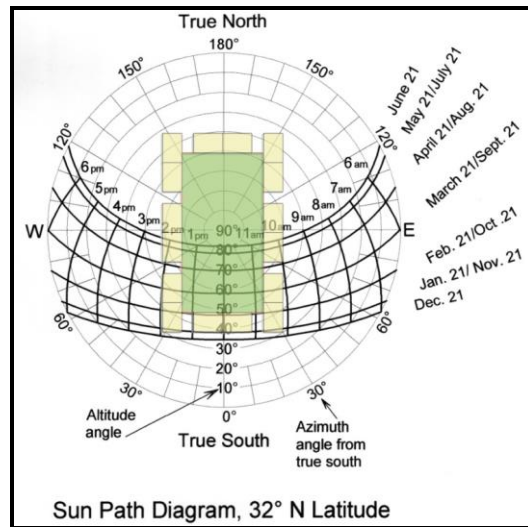 True North
180°
150°
150°
June 21
May 21/July 21
120°
120°
April 21/Aug. 21
6pm
6am
5pm
7am
March 21/Sept. 21
4pm
8am
3pm
9am
2pm
10am
W
1pm
90°
11am
E
80°
Feb. 21/Oct. 21
70°
60°
Jan. 21/ Nov. 21
50°
Dec. 21
60°
40°
60°
30°
20°
30°
10°
30°
Altitude
angle
0°
Azimuth
angle from
true south
True South
Sun Path Diagram, 32° N Latitude